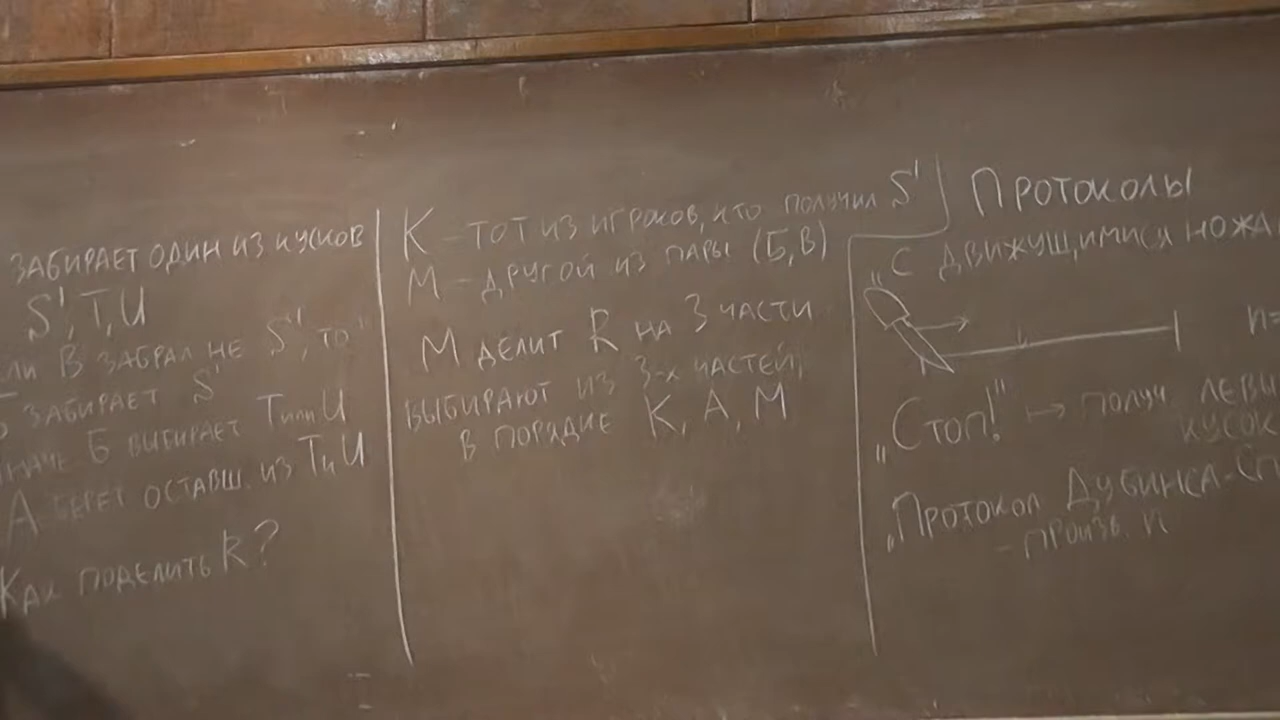 ЗАБИРАЕТ ОДИН ИЗ КУСКОВ
S', T, U
В ЗАБРАЛ НЕ S', ТО
ЗАБИРАЕТ S'
Б ВЫБИРАЕТ T ИЛИ U
А БЕРЕТ ОСТАВШ. ИЗ T И U
КАК ПОДЕЛИТЬ R?
К – ТОТ ИЗ ИГРОКОВ, КТО ПОЛУЧИЛ S'
М – ДРУГОЙ ИЗ ПАРЫ (Б, В)
М ДЕЛИТ R НА 3 ЧАСТИ
ВЫБИРАЮТ ИЗ 3-Х ЧАСТЕЙ,
В ПОРЯДКЕ К, А, М
ПРОТОКОЛЫ
„С ДВИЖУЩИМИСЯ НОЖА
n=
„СТОП!" ↦ ПОЛУЧ. ЛЕВЫ
КУСОК
„ПРОТОКОЛ ДУБИНСА-СП
– ПРОИЗВ. n